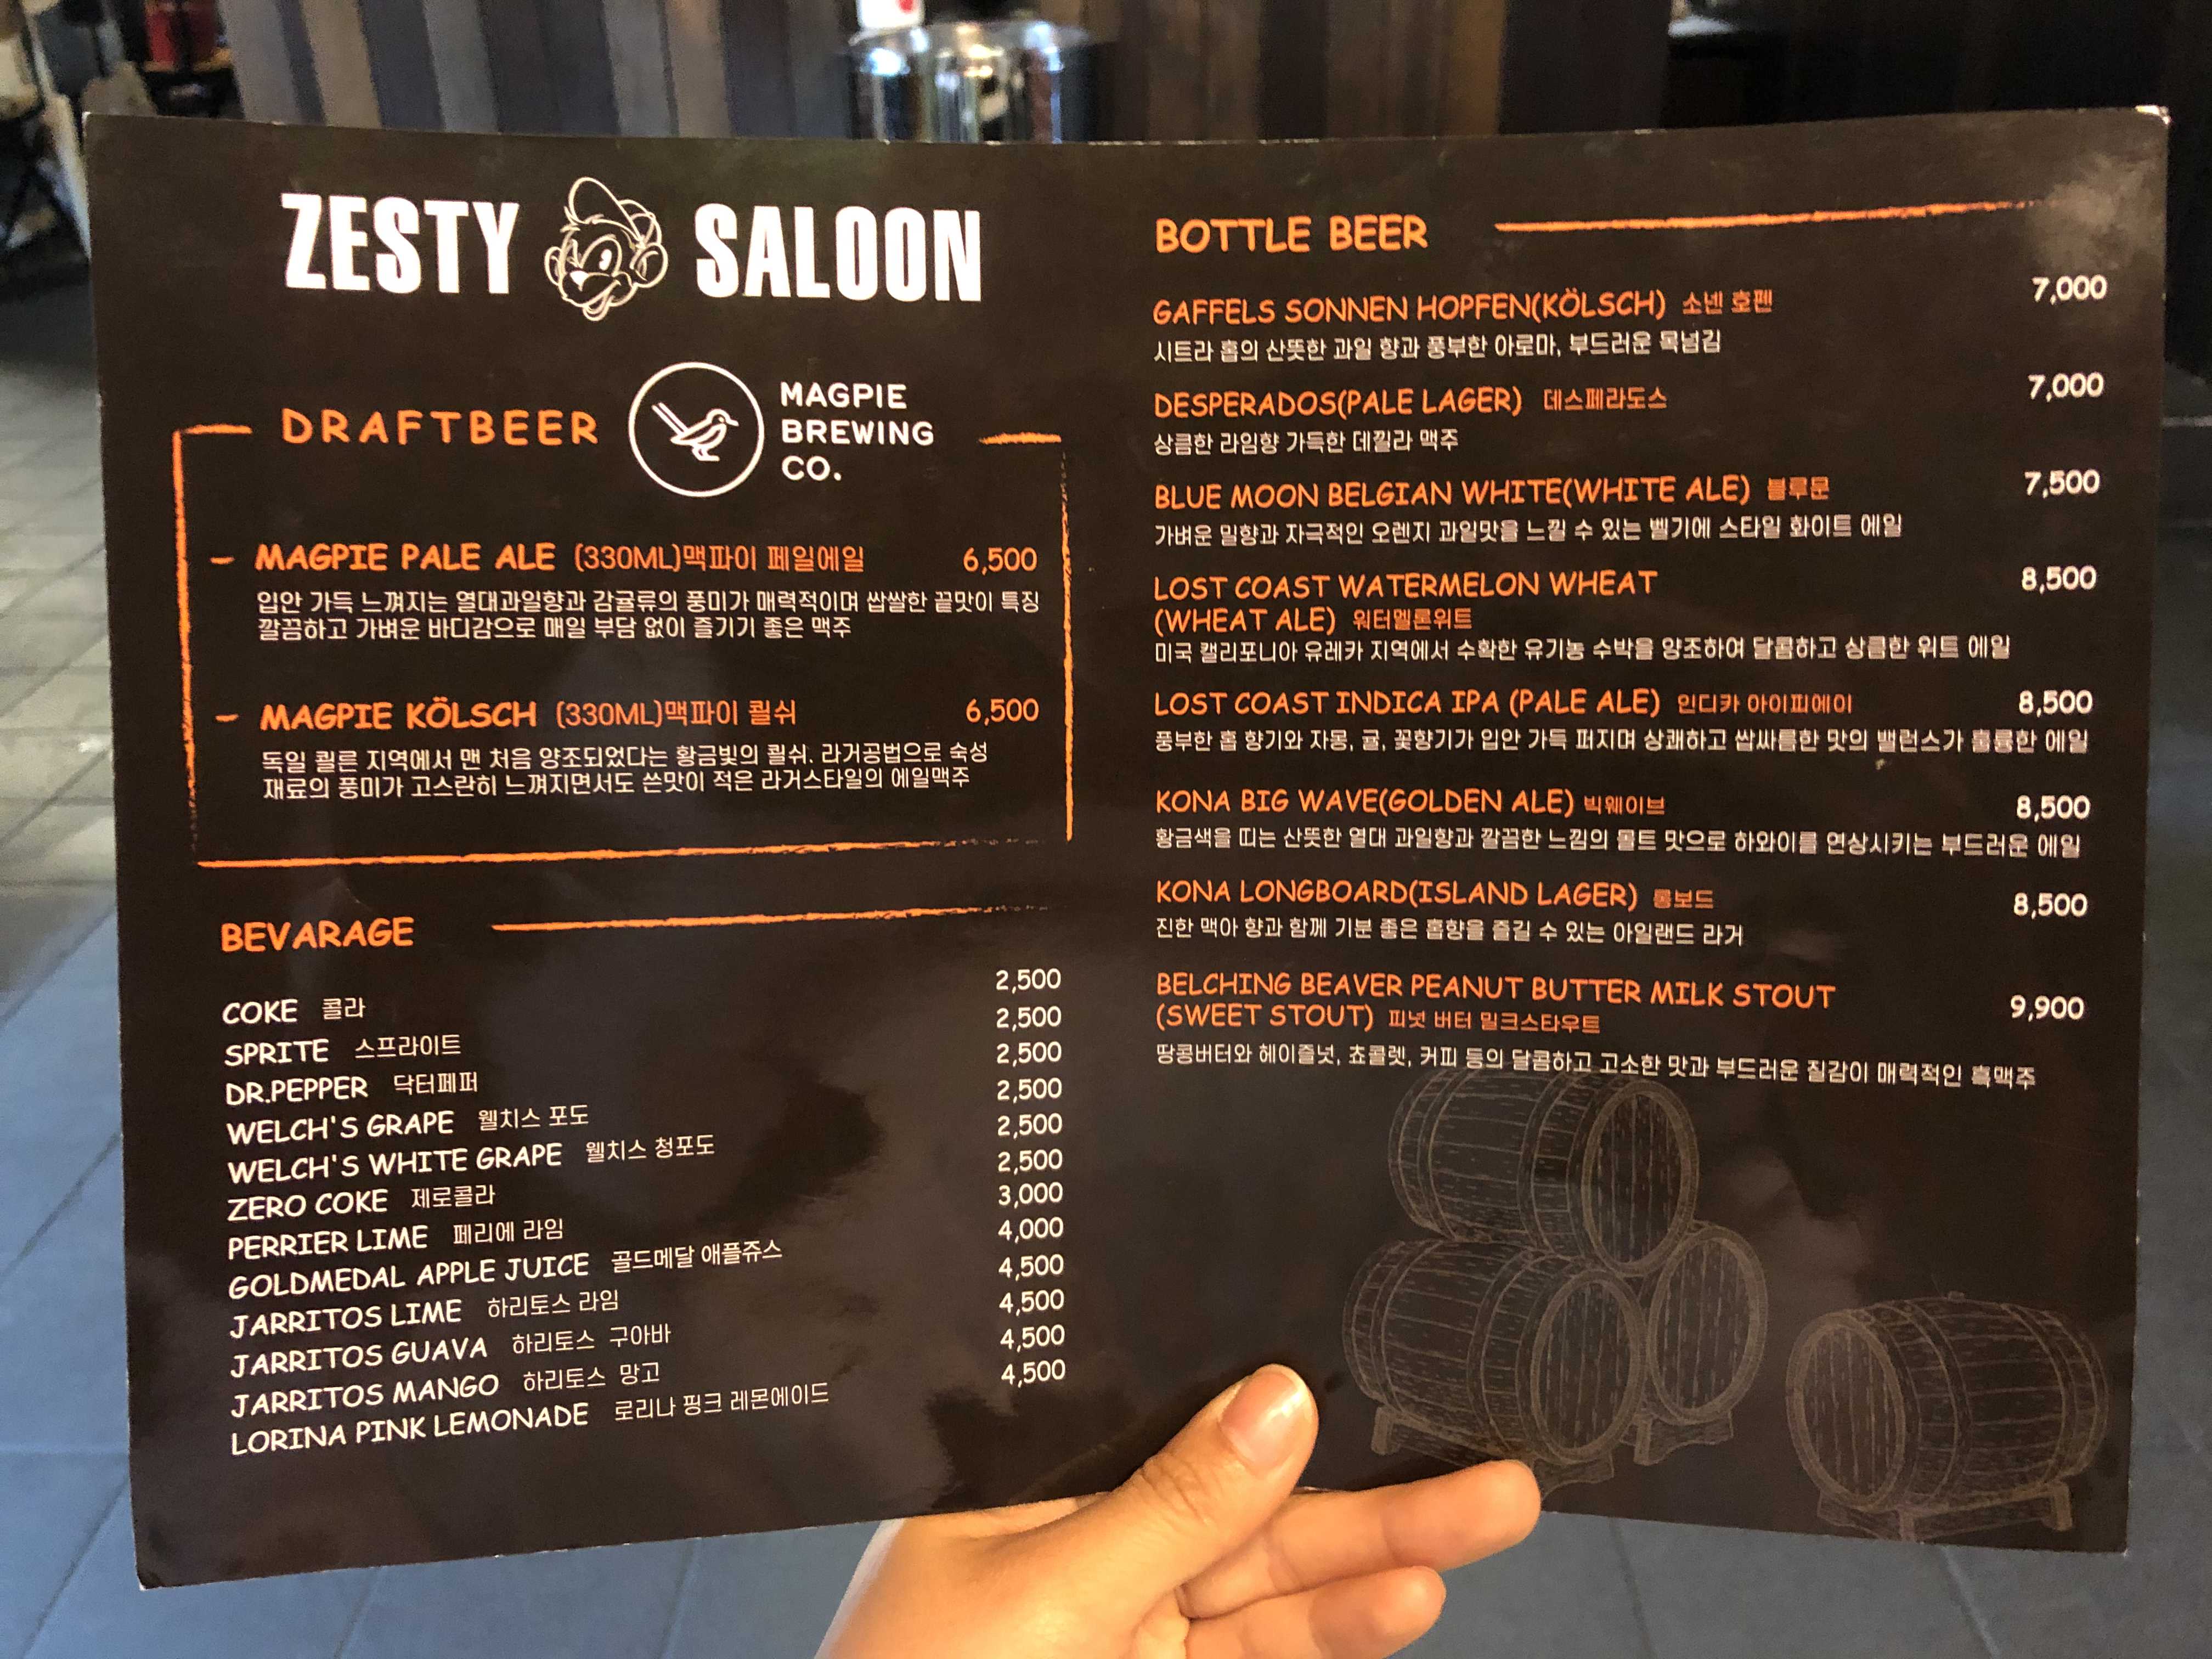 ZESTY SALOON
DRAFTBEER
MAGPIE
BREWING
CO.
– MAGPIE PALE ALE (330ML)맥파이 페일에일 6,500
입안 가득 느껴지는 열대과일향과 감귤류의 풍미가 매력적이며 쌉쌀한 끝맛이 특징
깔끔하고 가벼운 바디감으로 매일 부담 없이 즐기기 좋은 맥주
– MAGPIE KÖLSCH (330ML)맥파이 퀼쉬 6,500
독일 퀼른 지역에서 맨 처음 양조되었다는 황금빛의 퀼쉬. 라거공법으로 숙성
재료의 풍미가 고스란히 느껴지면서도 쓴맛이 적은 라거스타일의 에일맥주
BEVARAGE
COKE 콜라 2,500
SPRITE 스프라이트 2,500
DR.PEPPER 닥터페퍼 2,500
WELCH'S GRAPE 웰치스 포도 2,500
WELCH'S WHITE GRAPE 웰치스 청포도 2,500
ZERO COKE 제로콜라 2,500
PERRIER LIME 페리에 라임 3,000
GOLDMEDAL APPLE JUICE 골드메달 애플쥬스 4,000
JARRITOS LIME 하리토스 라임 4,500
JARRITOS GUAVA 하리토스 구아바 4,500
JARRITOS MANGO 하리토스 망고 4,500
LORINA PINK LEMONADE 로리나 핑크 레몬에이드 4,500
BOTTLE BEER
GAFFELS SONNEN HOPFEN(KÖLSCH) 소넨 호펜 7,000
시트라 홉의 산뜻한 과일 향과 풍부한 아로마, 부드러운 목넘김
DESPERADOS(PALE LAGER) 데스페라도스 7,000
상큼한 라임향 가득한 데낄라 맥주
BLUE MOON BELGIAN WHITE(WHITE ALE) 블루문 7,500
가벼운 밀향과 자극적인 오렌지 과일맛을 느낄 수 있는 벨기에 스타일 화이트 에일
LOST COAST WATERMELON WHEAT 8,500
(WHEAT ALE) 워터멜론위트
미국 캘리포니아 유레카 지역에서 수확한 유기농 수박을 양조하여 달콤하고 상큼한 위트 에일
LOST COAST INDICA IPA (PALE ALE) 인디카 아이피에이 8,500
풍부한 홉 향기와 자몽, 귤, 꽃향기가 입안 가득 퍼지며 상쾌하고 쌉싸름한 맛의 밸런스가 훌륭한 에일
KONA BIG WAVE(GOLDEN ALE) 빅웨이브 8,500
황금색을 띠는 산뜻한 열대 과일향과 깔끔한 느낌의 몰트 맛으로 하와이를 연상시키는 부드러운 에일
KONA LONGBOARD(ISLAND LAGER) 롱보드 8,500
진한 맥아 향과 함께 기분 좋은 홉향을 즐길 수 있는 아일랜드 라거
BELCHING BEAVER PEANUT BUTTER MILK STOUT 9,900
(SWEET STOUT) 피넛 버터 밀크스타우트
땅콩버터와 헤이즐넛, 쵸콜렛, 커피 등의 달콤하고 고소한 맛과 부드러운 질감이 매력적인 흑맥주